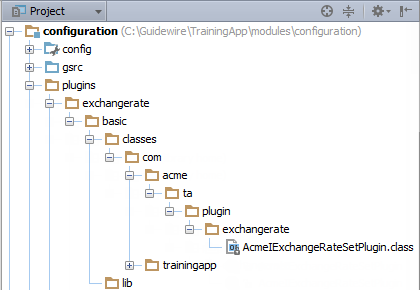 Project
configuration (C:\Guidewire\TrainingApp\modules\configuration)
config
gsrc
plugins
exchangerate
basic
classes
com
acme
ta
plugin
exchangerate
AcmeIExchangeRateSetPlugin.class
trainingapp
lib